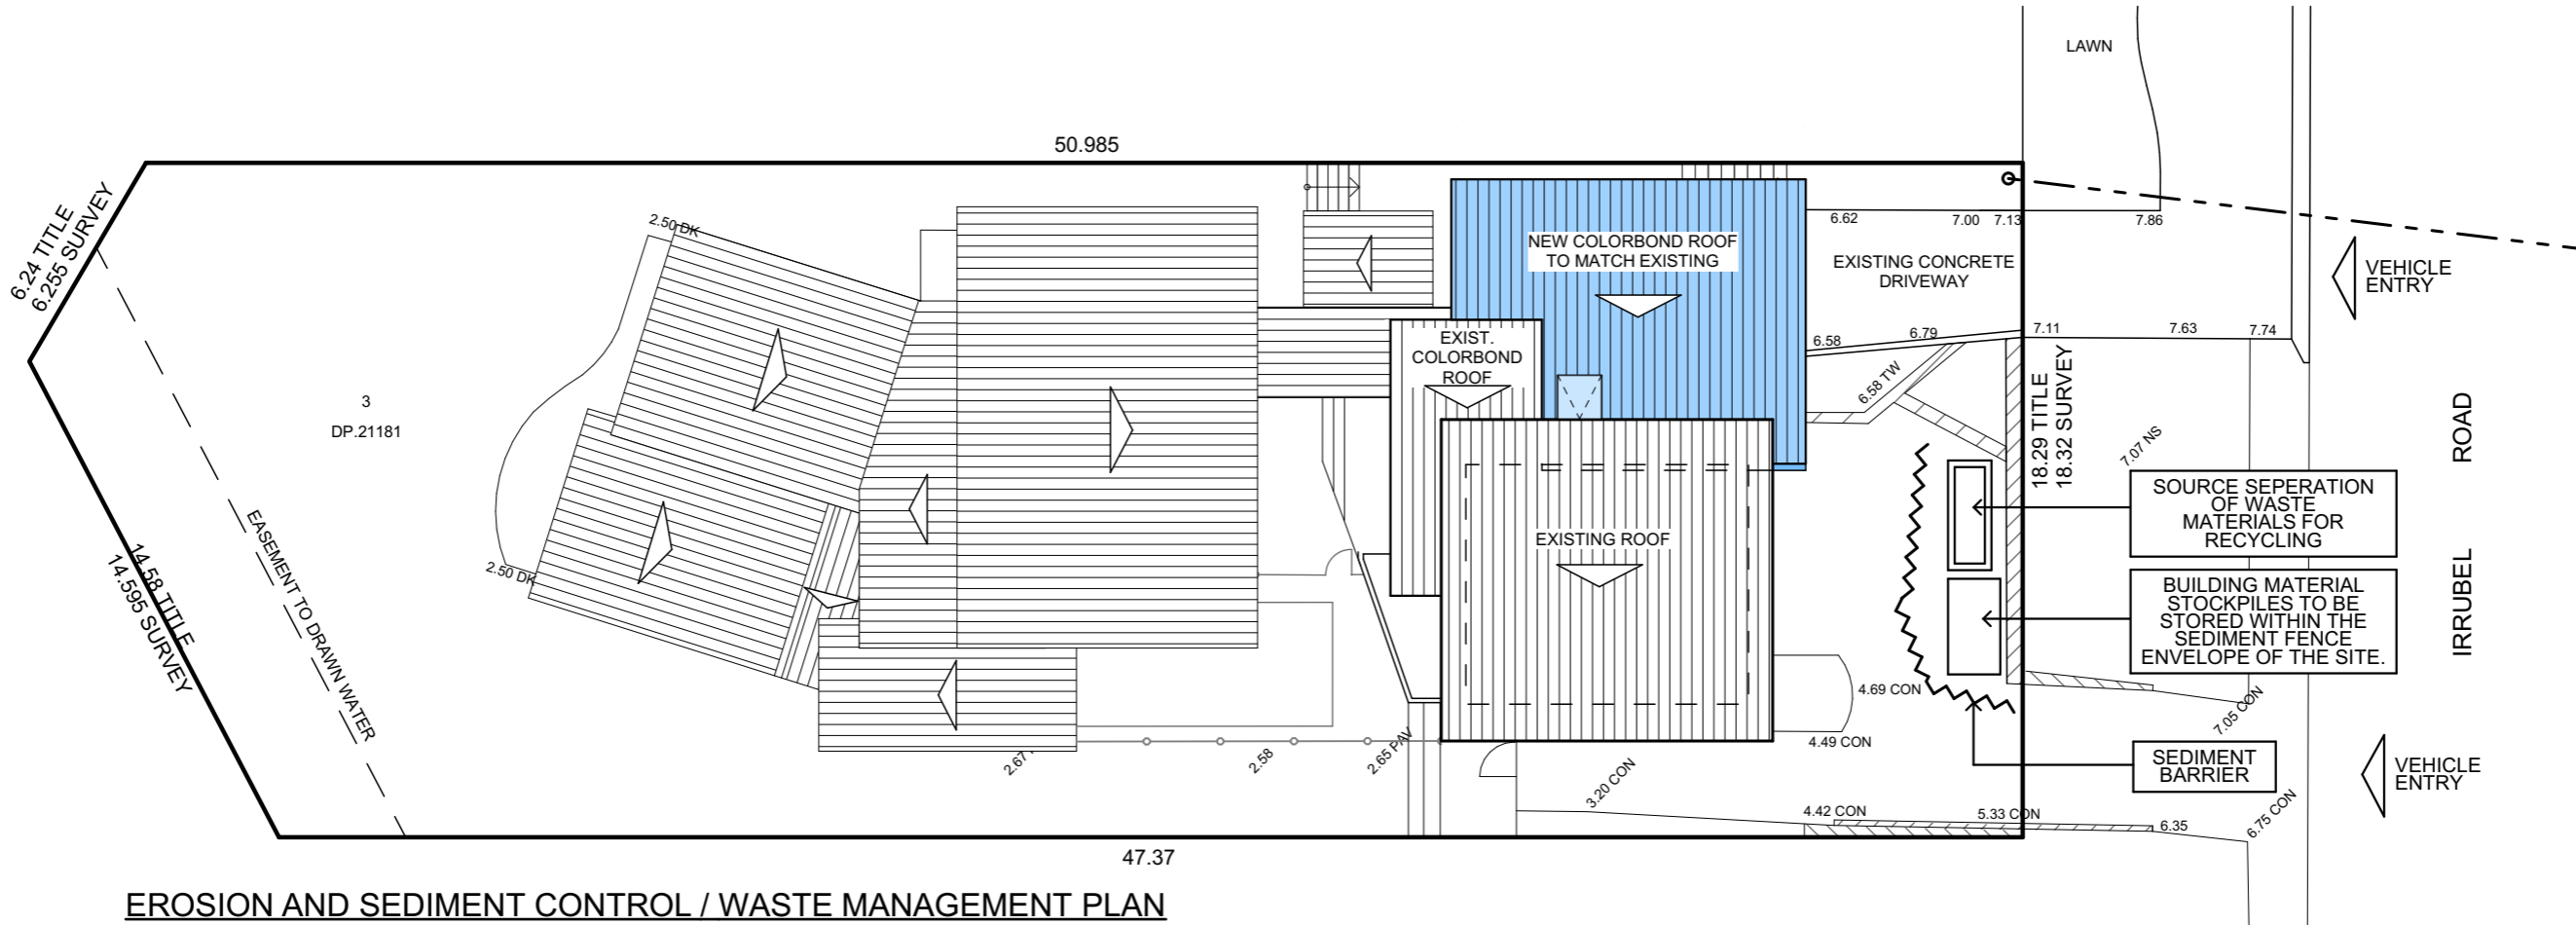 LAWN
50.985
6.24 TITLE
6.255 SURVEY
2.50 DK
NEW COLORBOND ROOF
TO MATCH EXISTING
6.62
7.00
7.13
7.86
EXISTING CONCRETE
DRIVEWAY
VEHICLE
ENTRY
EXIST.
COLORBOND
ROOF
6.58
6.79
7.11
7.63
7.74
3
DP.21181
6.58 TW
18.29 TITLE
18.32 SURVEY
7.07 NS
IRRUBEL ROAD
SOURCE SEPERATION
OF WASTE
MATERIALS FOR
RECYCLING
EXISTING ROOF
EASEMENT TO DRAWN WATER
14.58 TITLE
14.595 SURVEY
2.50 DK
BUILDING MATERIAL
STOCKPILES TO BE
STORED WITHIN THE
SEDIMENT FENCE
ENVELOPE OF THE SITE.
4.69 CON
7.05 CON
4.49 CON
2.67
2.58
2.65 PAV
SEDIMENT
BARRIER
VEHICLE
ENTRY
3.20 CON
4.42 CON
5.33 CON
6.35
6.75 CON
47.37
EROSION AND SEDIMENT CONTROL / WASTE MANAGEMENT PLAN